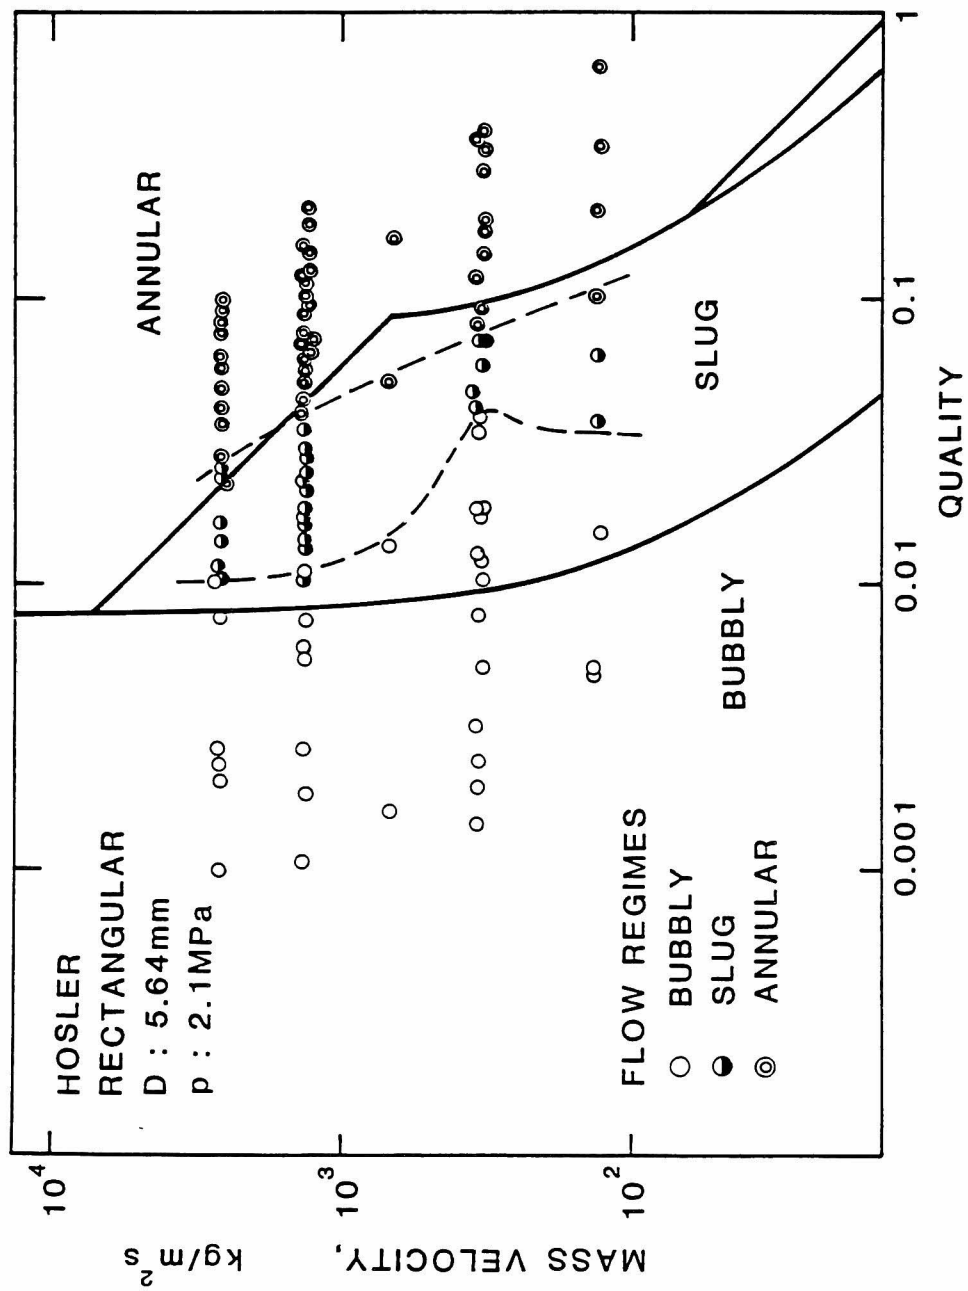 HOSLER
RECTANGULAR
D : 5.64mm
p : 2.1MPa
ANNULAR
SLUG
BUBBLY
FLOW REGIMES
BUBBLY
SLUG
ANNULAR
10⁴
10³
10²
MASS VELOCITY,
kg/m²s
0.001
0.01
0.1
1
QUALITY